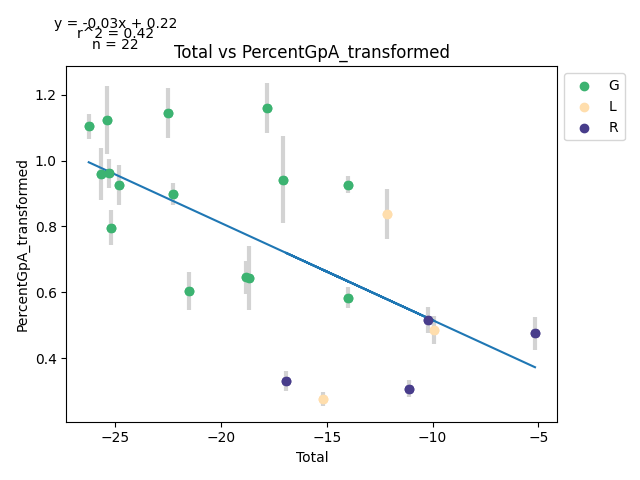 y = -0.03x + 0.22
r^2 = 0.42
n = 22
Total vs PercentGpA_transformed
G
L
R
1.2
1.0
0.8
0.6
0.4
PercentGpA_transformed
−25
−20
−15
−10
−5
Total